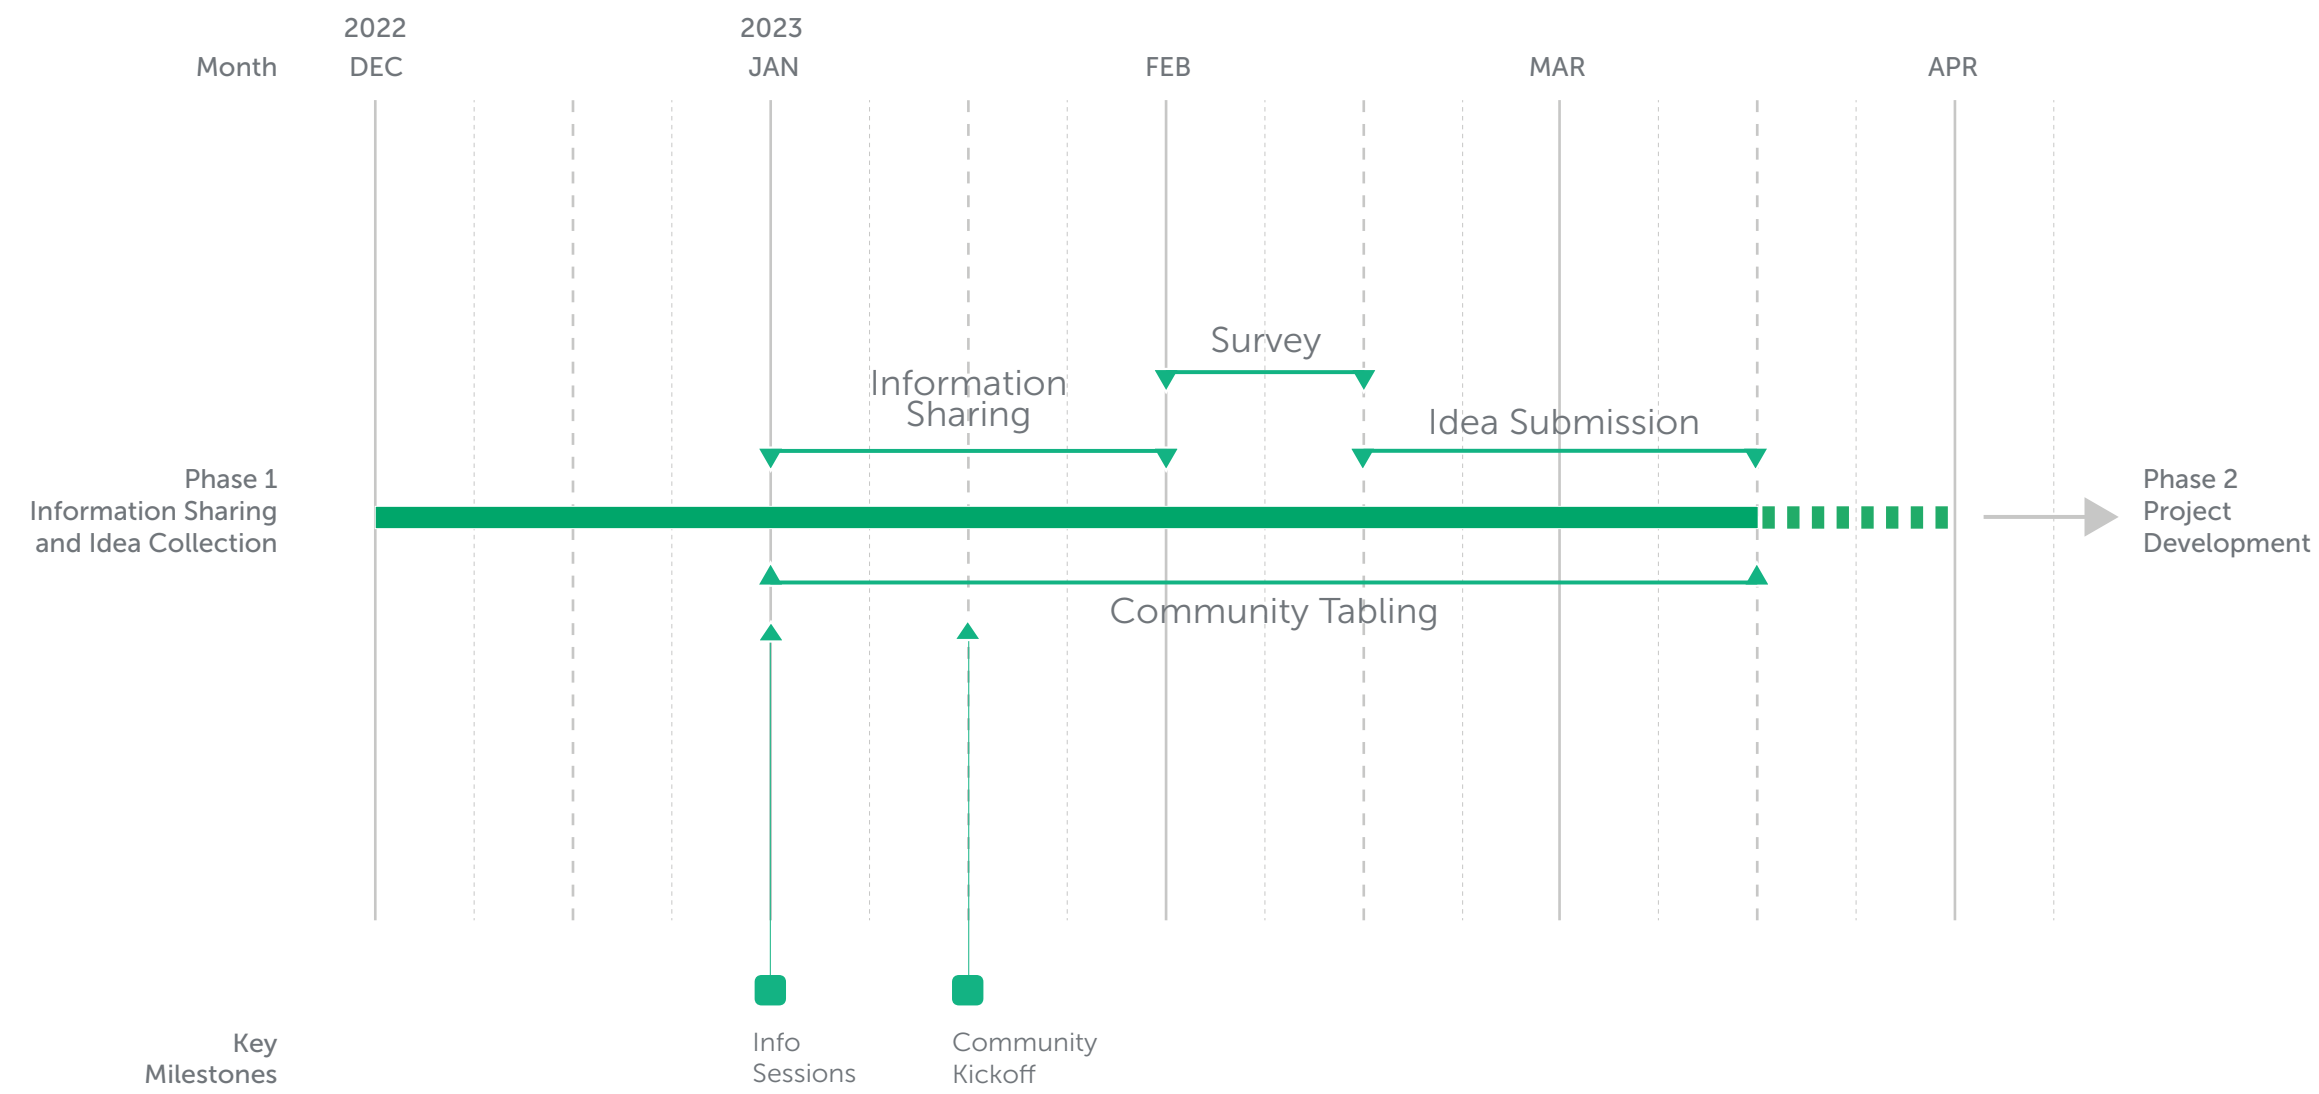 2022
2023
Month
DEC
JAN
FEB
MAR
APR
Survey
Information
Sharing
Idea Submission
Phase 1
Information Sharing
and Idea Collection
Phase 2
Project
Development
Community Tabling
Key
Milestones
Info
Sessions
Community
Kickoff